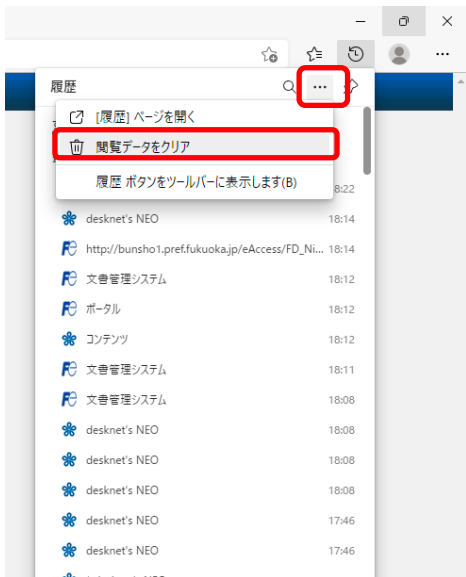 履歴
[履歴] ページを開く
閲覧データをクリア
履歴 ボタンをツールバーに表示します(B)
8:22
desknet's NEO 18:14
http://bunsho1.pref.fukuoka.jp/eAccess/FD_Ni... 18:14
文書管理システム 18:12
ポータル 18:12
コンテンツ 18:12
文書管理システム 18:11
文書管理システム 18:08
desknet's NEO 18:08
desknet's NEO 18:08
desknet's NEO 18:08
desknet's NEO 17:46
desknet's NEO 17:46